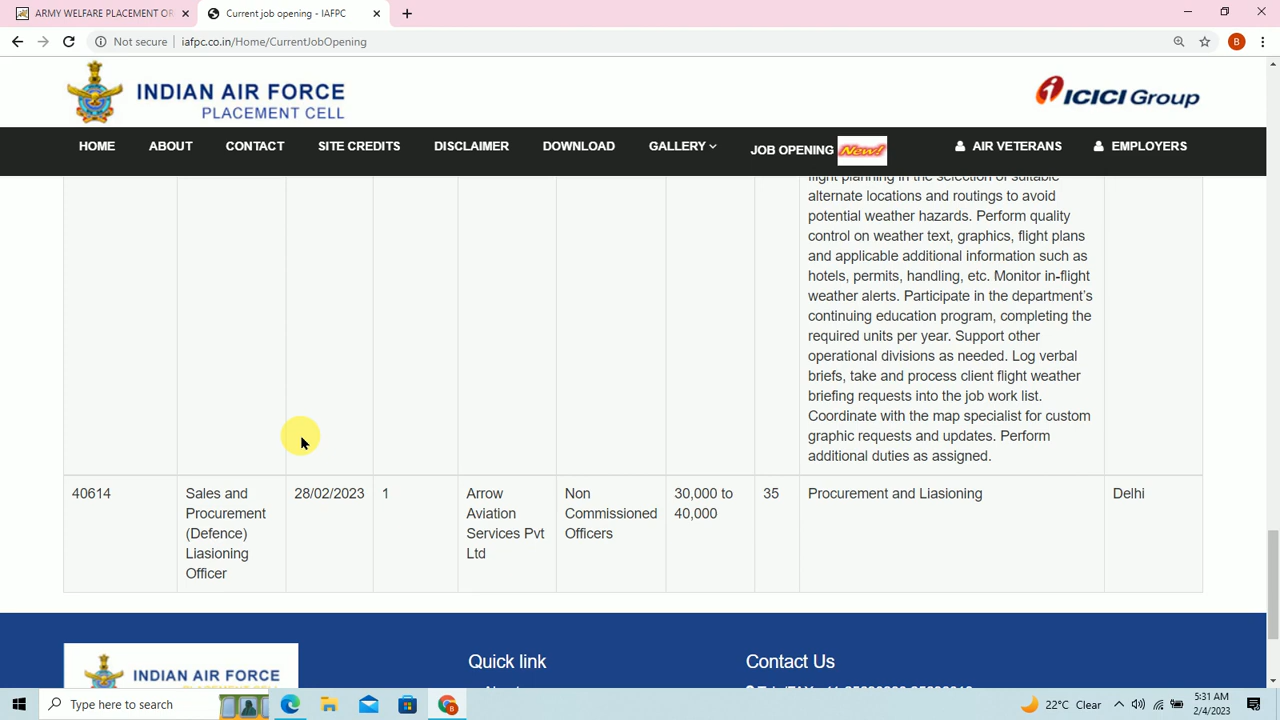 ARMY WELFARE PLACEMENT OR
Current job opening - IAFPC
Not secure
iafpc.co.in/Home/CurrentJobOpening
B
INDIAN AIR FORCE
PLACEMENT CELL
ICICI Group
HOME
ABOUT
CONTACT
SITE CREDITS
DISCLAIMER
DOWNLOAD
GALLERY
JOB OPENING New!
AIR VETERANS
EMPLOYERS
flight planning in the selection of suitable
alternate locations and routings to avoid
potential weather hazards. Perform quality
control on weather text, graphics, flight plans
and applicable additional information such as
hotels, permits, handling, etc. Monitor in-flight
weather alerts. Participate in the department's
continuing education program, completing the
required units per year. Support other
operational divisions as needed. Log verbal
briefs, take and process client flight weather
briefing requests into the job work list.
Coordinate with the map specialist for custom
graphic requests and updates. Perform
additional duties as assigned.
40614
Sales and
Procurement
(Defence)
Liasioning
Officer
28/02/2023
1
Arrow
Aviation
Services Pvt
Ltd
Non
Commissioned
Officers
30,000 to
40,000
35
Procurement and Liasioning
Delhi
INDIAN AIR FORCE
Quick link
Contact Us
Type here to search
B
22°C Clear
5:31 AM
2/4/2023